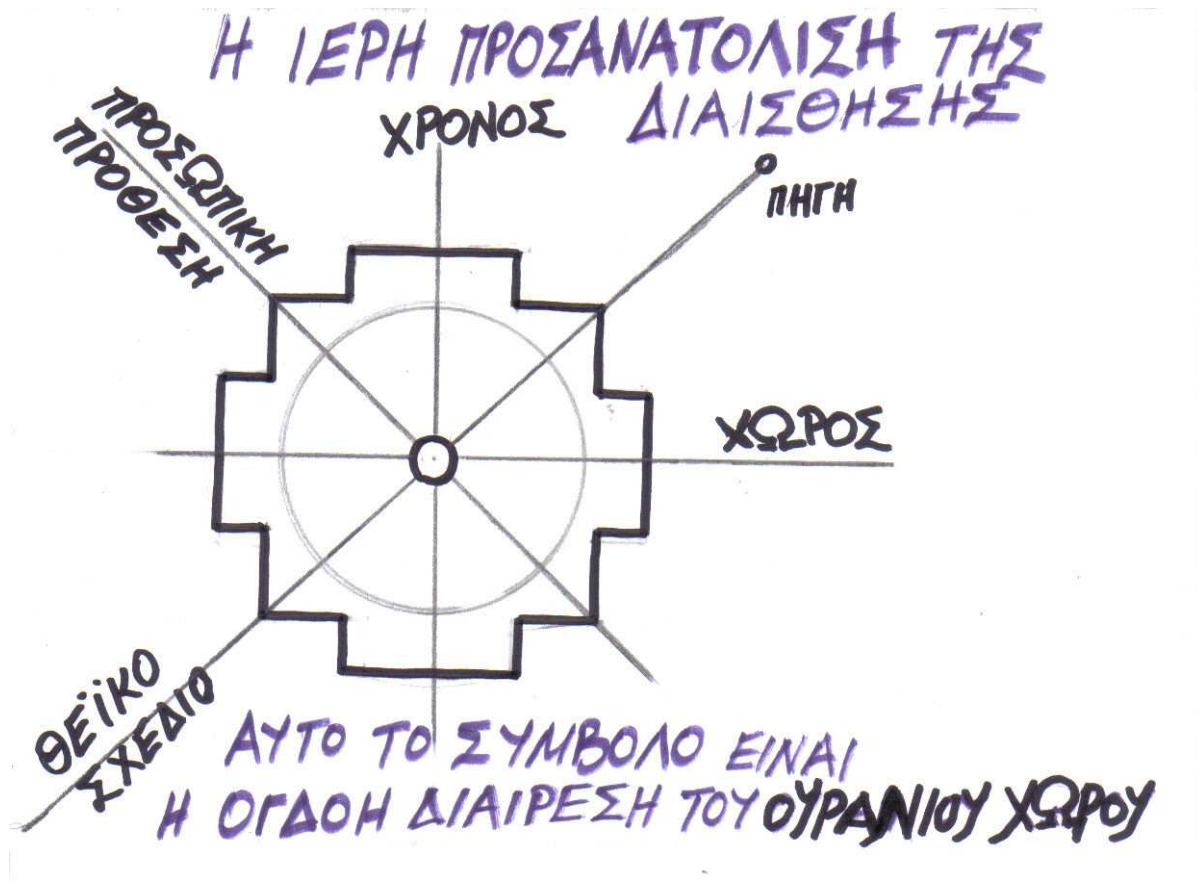 Η ΙΕΡΗ ΠΡΟΣΑΝΑΤΟΛΙΣΗ ΤΗΣ
ΔΙΑΙΣΘΗΣΗΣ
ΠΡΟΣΩΠΙΚΗ
ΠΡΟΘΕΣΗ
ΧΡΟΝΟΣ
ΠΗΓΗ
ΧΩΡΟΣ
ΘΕΪΚΟ
ΣΧΕΔΙΟ
ΑΥΤΟ ΤΟ ΣΥΜΒΟΛΟ ΕΙΝΑΙ
Η ΟΓΔΟΗ ΔΙΑΙΡΕΣΗ ΤΟΥ ΟΥΡΑΝΙΟΥ ΧΩΡΟΥ